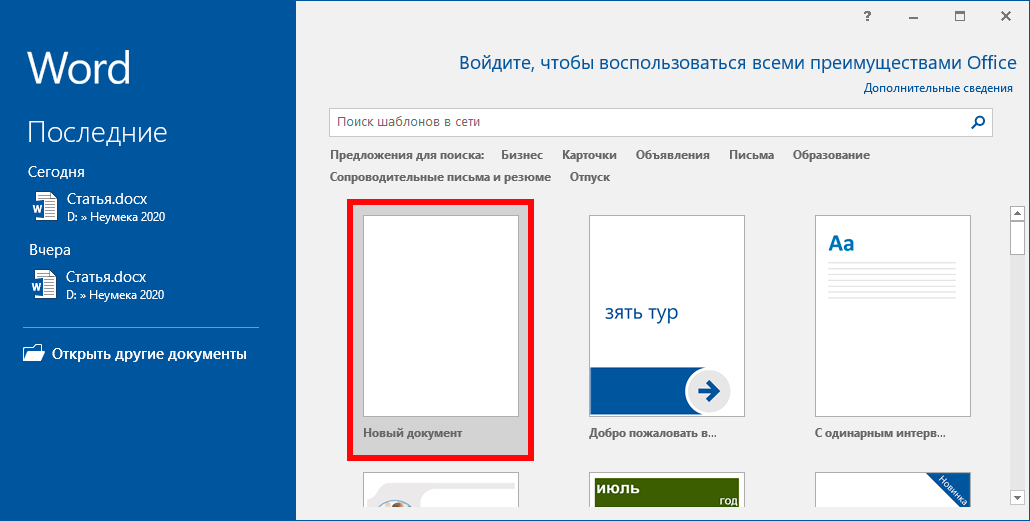 Word
Последние
Сегодня
Статья.docx
D: » Неумека 2020
Вчера
Статья.docx
D: » Неумека 2020
Открыть другие документы
?
Войдите, чтобы воспользоваться всеми преимуществами Office
Дополнительные сведения
Поиск шаблонов в сети
Предложения для поиска: Бизнес Карточки Объявления Письма Образование
Сопроводительные письма и резюме Отпуск
зять тур
Aa
Новый документ
Добро пожаловать в...
С одинарным интерв...
ИЮЛЬ
год
Новинка